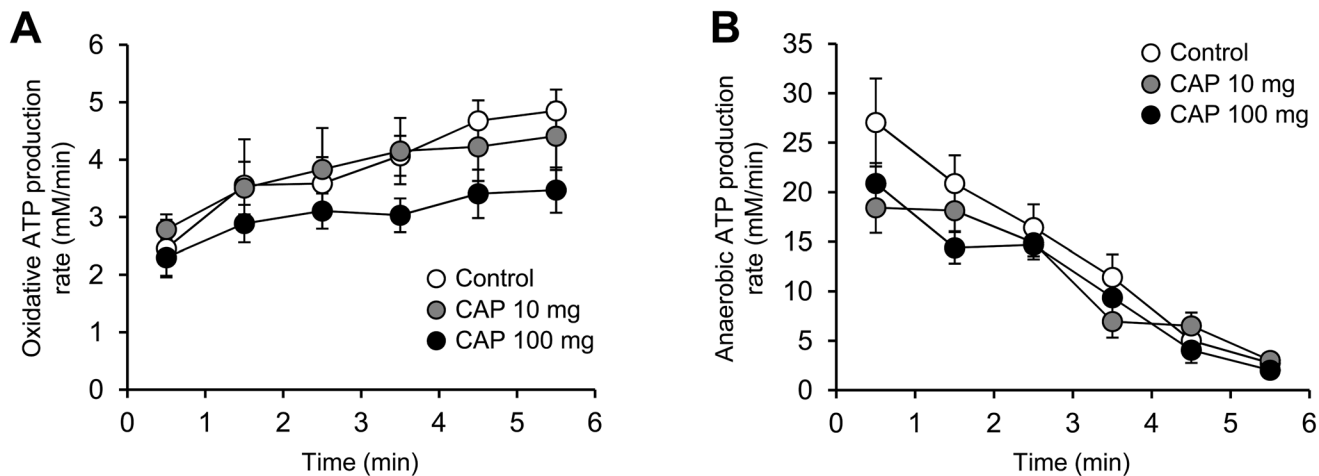 A
Oxidative ATP production
rate (mM/min)
6
5
4
3
2
1
0
0 1 2 3 4 5 6
Time (min)
Control
CAP 10 mg
CAP 100 mg
B
Anaerobic ATP production
rate (mM/min)
35
30
25
20
15
10
5
0
0 1 2 3 4 5 6
Time (min)
Control
CAP 10 mg
CAP 100 mg